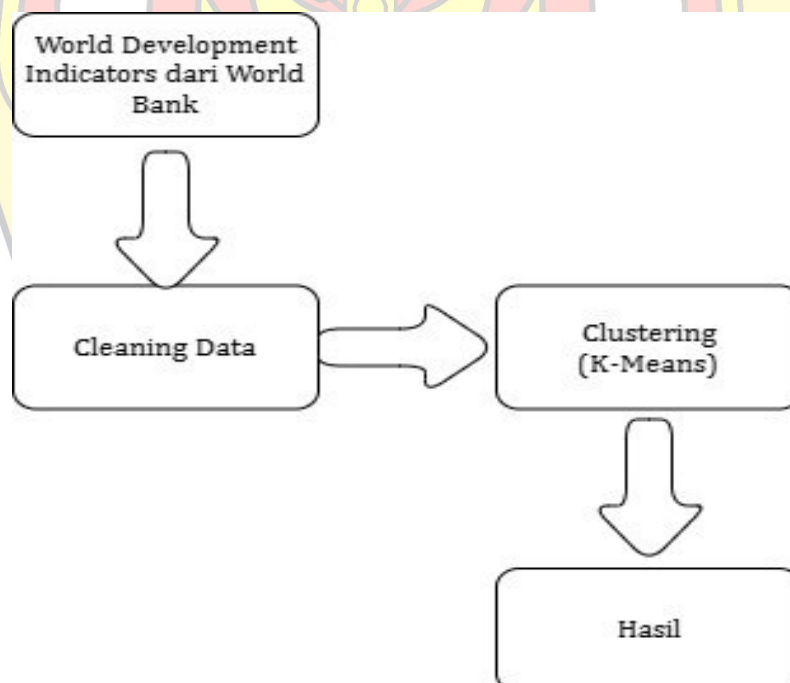 World Development
Indicators dari World
Bank
Cleaning Data
Clustering
(K-Means)
Hasil